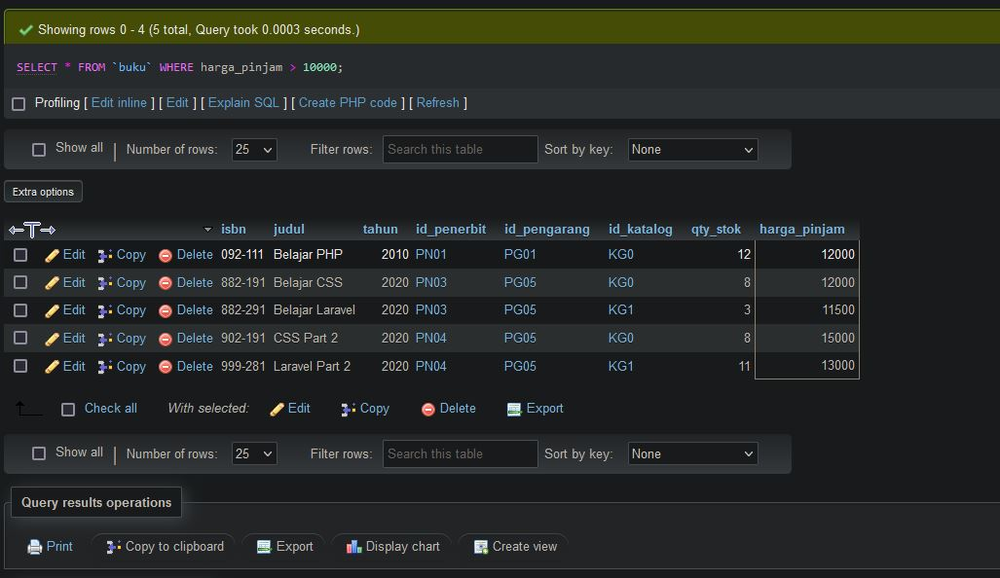 Showing rows 0 - 4 (5 total, Query took 0.0003 seconds.)
SELECT * FROM `buku` WHERE harga_pinjam > 10000;
Profiling [ Edit inline ] [ Edit ] [ Explain SQL ] [ Create PHP code ] [ Refresh ]
Show all | Number of rows: 25 Filter rows: Search this table Sort by key: None
Extra options
←T→ isbn judul tahun id_penerbit id_pengarang id_katalog qty_stok harga_pinjam
Edit Copy Delete 092-111 Belajar PHP 2010 PN01 PG01 KG0 12 12000
Edit Copy Delete 882-191 Belajar CSS 2020 PN03 PG05 KG0 8 12000
Edit Copy Delete 882-291 Belajar Laravel 2020 PN03 PG05 KG1 3 11500
Edit Copy Delete 902-191 CSS Part 2 2020 PN04 PG05 KG0 8 15000
Edit Copy Delete 999-281 Laravel Part 2 2020 PN04 PG05 KG1 11 13000
Check all With selected: Edit Copy Delete Export
Show all | Number of rows: 25 Filter rows: Search this table Sort by key: None
Query results operations
Print Copy to clipboard Export Display chart Create view